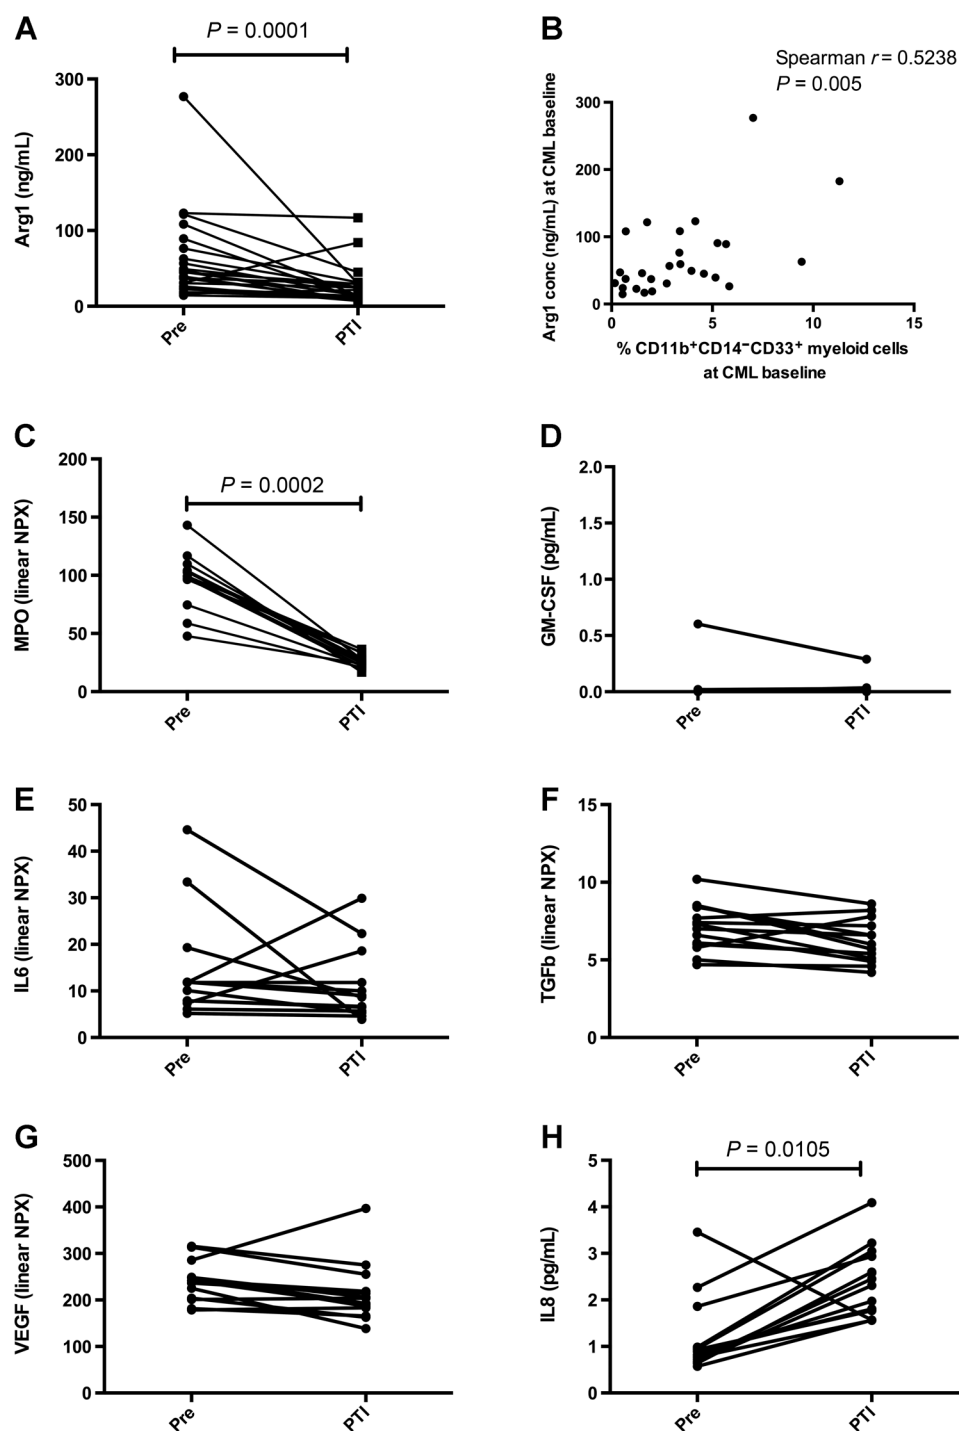 A
P = 0.0001
Arg1 (ng/mL)
300
200
100
0
Pre
PTI
B
Spearman r = 0.5238
P = 0.005
Arg1 conc (ng/mL) at CML baseline
300
200
100
0
0
5
10
15
% CD11b⁺CD14⁻CD33⁺ myeloid cells
at CML baseline
C
P = 0.0002
MPO (linear NPX)
200
150
100
50
0
Pre
PTI
D
GM-CSF (pg/mL)
2.0
1.5
1.0
0.5
0.0
Pre
PTI
E
IL6 (linear NPX)
50
40
30
20
10
0
Pre
PTI
F
TGFb (linear NPX)
15
10
5
0
Pre
PTI
G
VEGF (linear NPX)
500
400
300
200
100
0
Pre
PTI
H
P = 0.0105
IL8 (pg/mL)
5
4
3
2
1
0
Pre
PTI